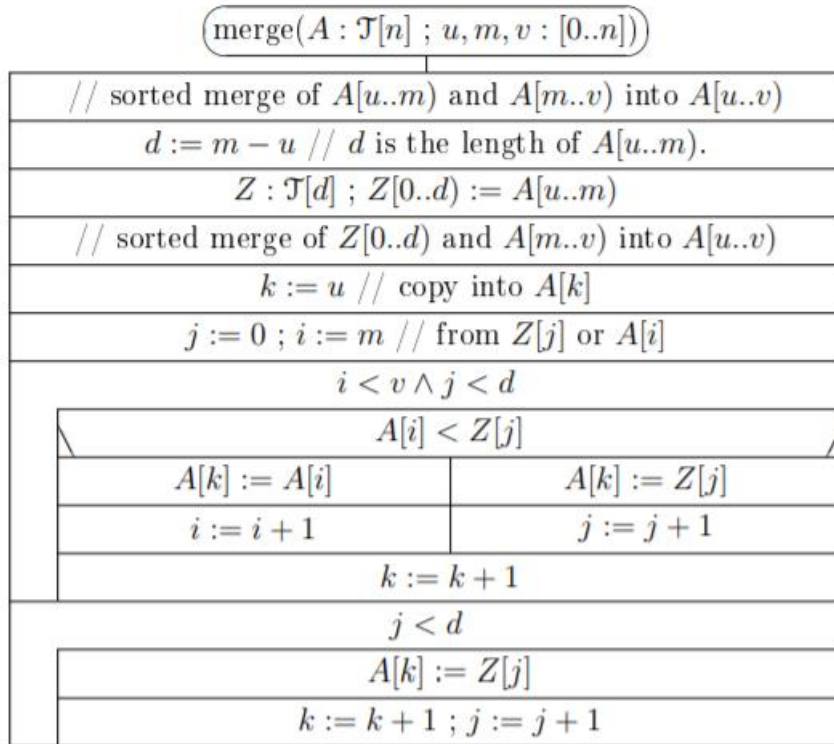 merge(A : 𝒯[n] ; u, m, v : [0..n])
// sorted merge of A[u..m) and A[m..v) into A[u..v)
d := m − u // d is the length of A[u..m).
Z : 𝒯[d] ; Z[0..d) := A[u..m)
// sorted merge of Z[0..d) and A[m..v) into A[u..v)
k := u // copy into A[k]
j := 0 ; i := m // from Z[j] or A[i]
i < v ∧ j < d
A[i] < Z[j]
A[k] := A[i]
A[k] := Z[j]
i := i + 1
j := j + 1
k := k + 1
j < d
A[k] := Z[j]
k := k + 1 ; j := j + 1